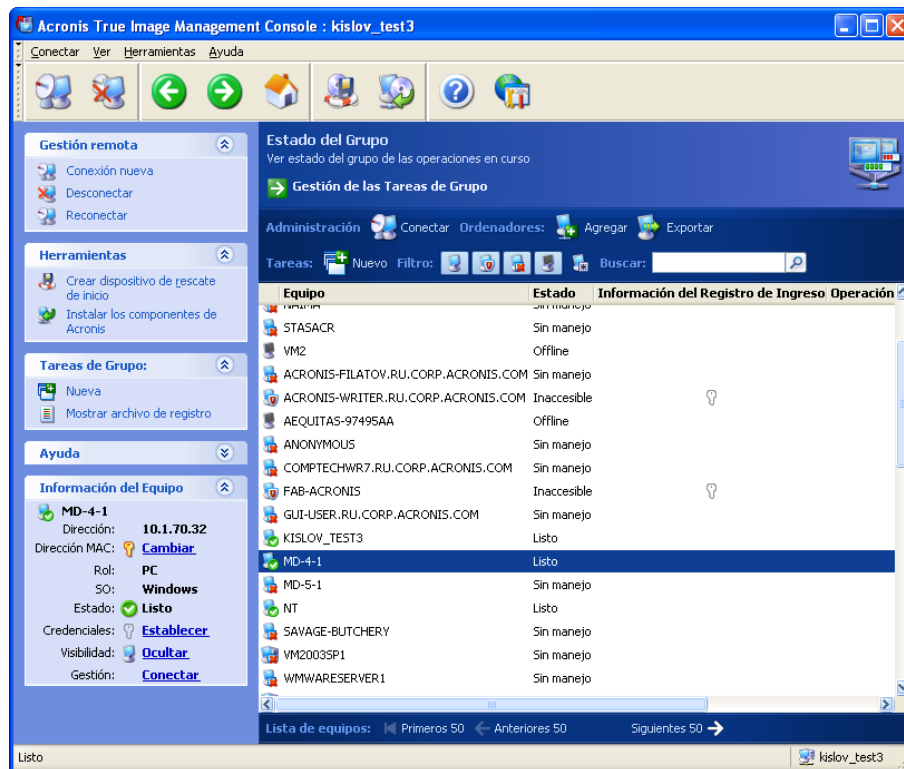 Acronis True Image Management Console : kislov_test3
Conectar Ver Herramientas Ayuda
Gestión remota
Conexión nueva
Desconectar
Reconectar
Herramientas
Crear dispositivo de rescate
de inicio
Instalar los componentes de
Acronis
Tareas de Grupo:
Nueva
Mostrar archivo de registro
Ayuda
Información del Equipo
MD-4-1
Dirección: 10.1.70.32
Dirección MAC: Cambiar
Rol: PC
SO: Windows
Estado: Listo
Credenciales: Establecer
Visibilidad: Ocultar
Gestión: Conectar
Estado del Grupo
Ver estado del grupo de las operaciones en curso
Gestión de las Tareas de Grupo
Administración Conectar Ordenadores: Agregar Exportar
Tareas: Nuevo Filtro: Buscar:
Equipo Estado Información del Registro de Ingreso Operación
NAIMA Sin manejo
STASACR Sin manejo
VM2 Offline
ACRONIS-FILATOV.RU.CORP.ACRONIS.COM Sin manejo
ACRONIS-WRITER.RU.CORP.ACRONIS.COM Inaccesible
AEQUITAS-97495AA Offline
ANONYMOUS Sin manejo
COMPTECHWR7.RU.CORP.ACRONIS.COM Sin manejo
FAB-ACRONIS Inaccesible
GUI-USER.RU.CORP.ACRONIS.COM Sin manejo
KISLOV_TEST3 Listo
MD-4-1 Listo
MD-5-1 Sin manejo
NT Listo
SAVAGE-BUTCHERY Sin manejo
VM2003SP1 Sin manejo
WMWARESERVER1 Sin manejo
Lista de equipos: Primeros 50 Anteriores 50 Siguientes 50
Listo kislov_test3